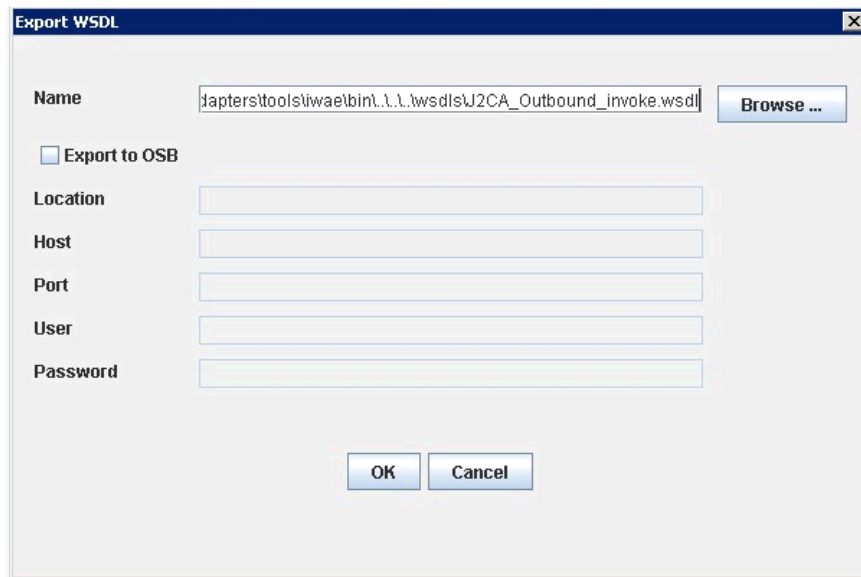 Export WSDL
Name
dapters\tools\iwae\bin\..\..\..\wsdls\J2CA_Outbound_invoke.wsdl
Browse ...
Export to OSB
Location
Host
Port
User
Password
OK
Cancel